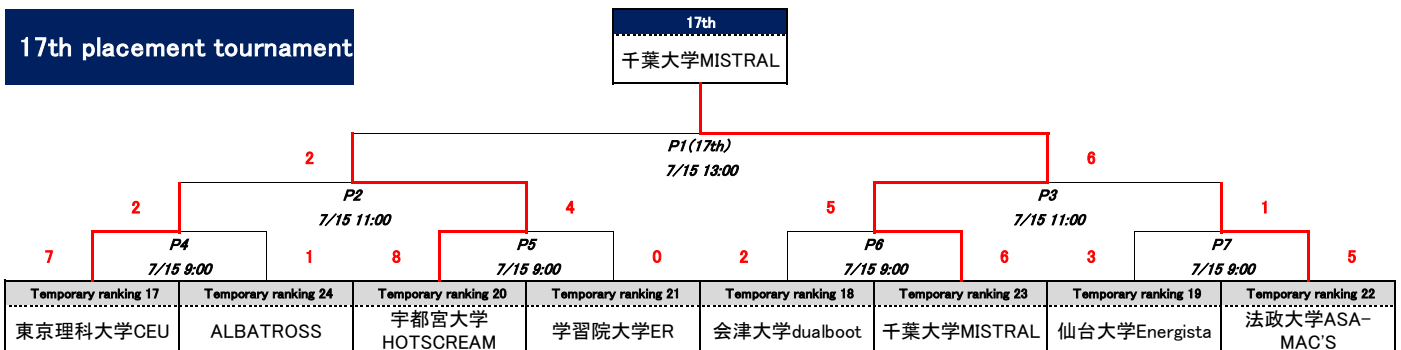 17th placement tournament
17th
千葉大学MISTRAL
P1(17th)
7/15 13:00
2
6
P2
7/15 11:00
P3
7/15 11:00
2
4
5
1
P4
7/15 9:00
P5
7/15 9:00
P6
7/15 9:00
P7
7/15 9:00
7
1
8
0
2
6
3
5
Temporary ranking 17
Temporary ranking 24
Temporary ranking 20
Temporary ranking 21
Temporary ranking 18
Temporary ranking 23
Temporary ranking 19
Temporary ranking 22
東京理科大学CEU
ALBATROSS
宇都宮大学
HOTSCREAM
学習院大学ER
会津大学dualboot
千葉大学MISTRAL
仙台大学Energista
法政大学ASA-
MAC'S